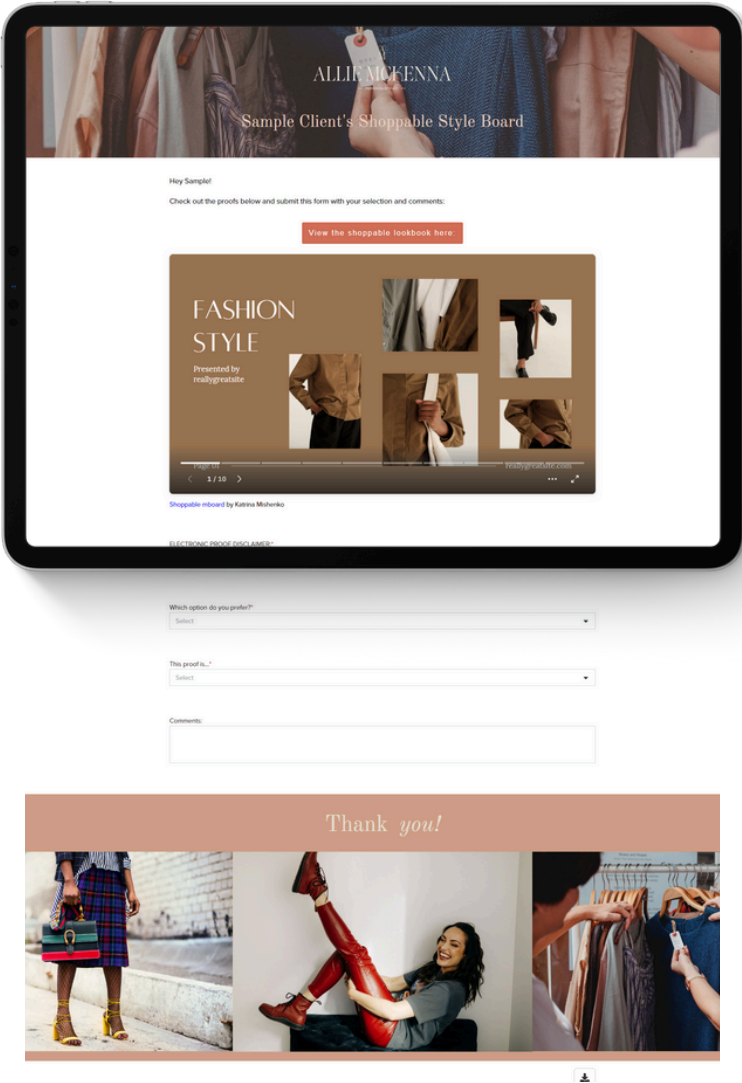 ALLIE MCKENNA
Sample Client's Shoppable Style Board
Hey Sample!
Check out the proofs below and submit this form with your selection and comments:
View the shoppable lookbook here:
FASHION
STYLE
Presented by
reallygreatsite
Page 01
reallygreatsite.com
1 / 10
Shoppable mboard by Katrina Mishenko
ELECTRONIC PROOF DISCLAIMER:*
Which option do you prefer?*
Select
This proof is...*
Select
Comments:
Thank you!